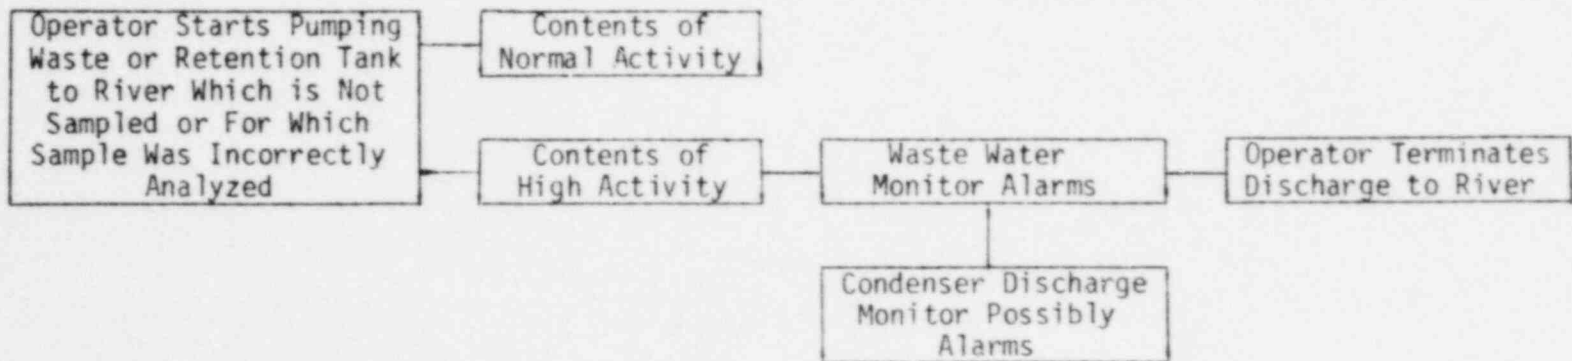 Operator Starts Pumping
Waste or Retention Tank
to River Which is Not
Sampled or For Which
Sample Was Incorrectly
Analyzed
Contents of
Normal Activity
Contents of
High Activity
Waste Water
Monitor Alarms
Operator Terminates
Discharge to River
Condenser Discharge
Monitor Possibly
Alarms